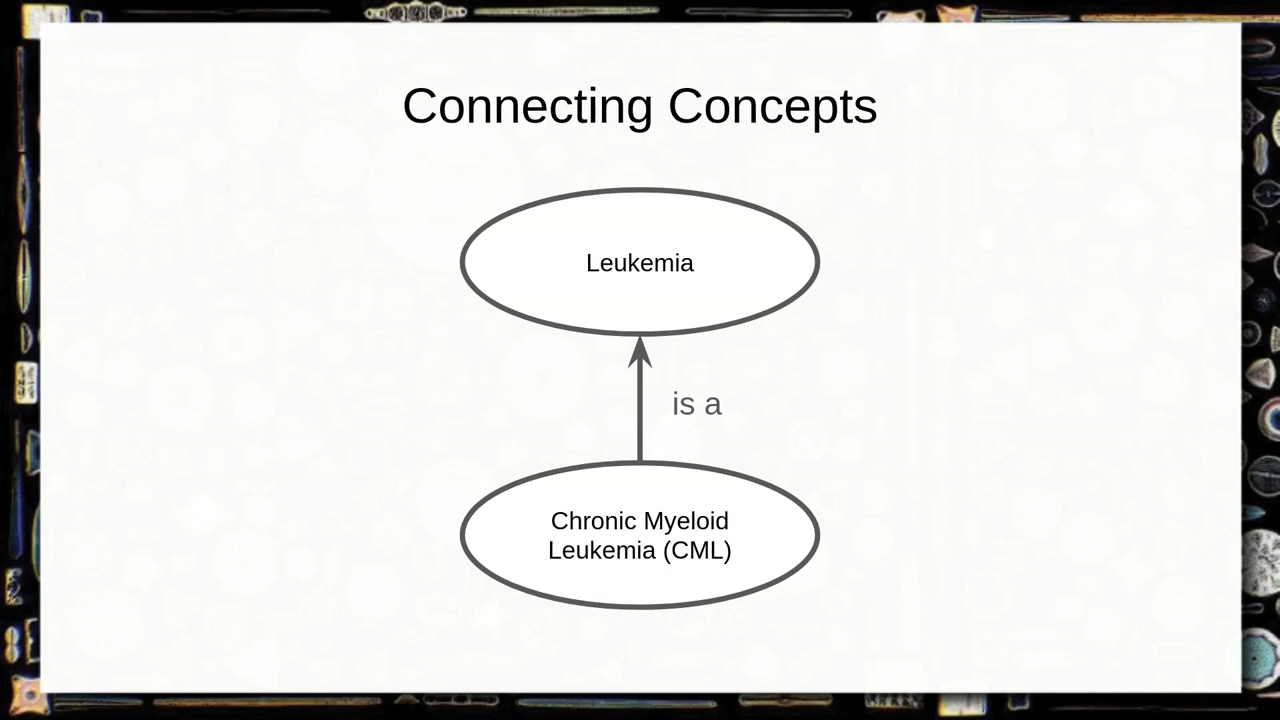 Connecting Concepts
Leukemia
is a
Chronic Myeloid
Leukemia (CML)